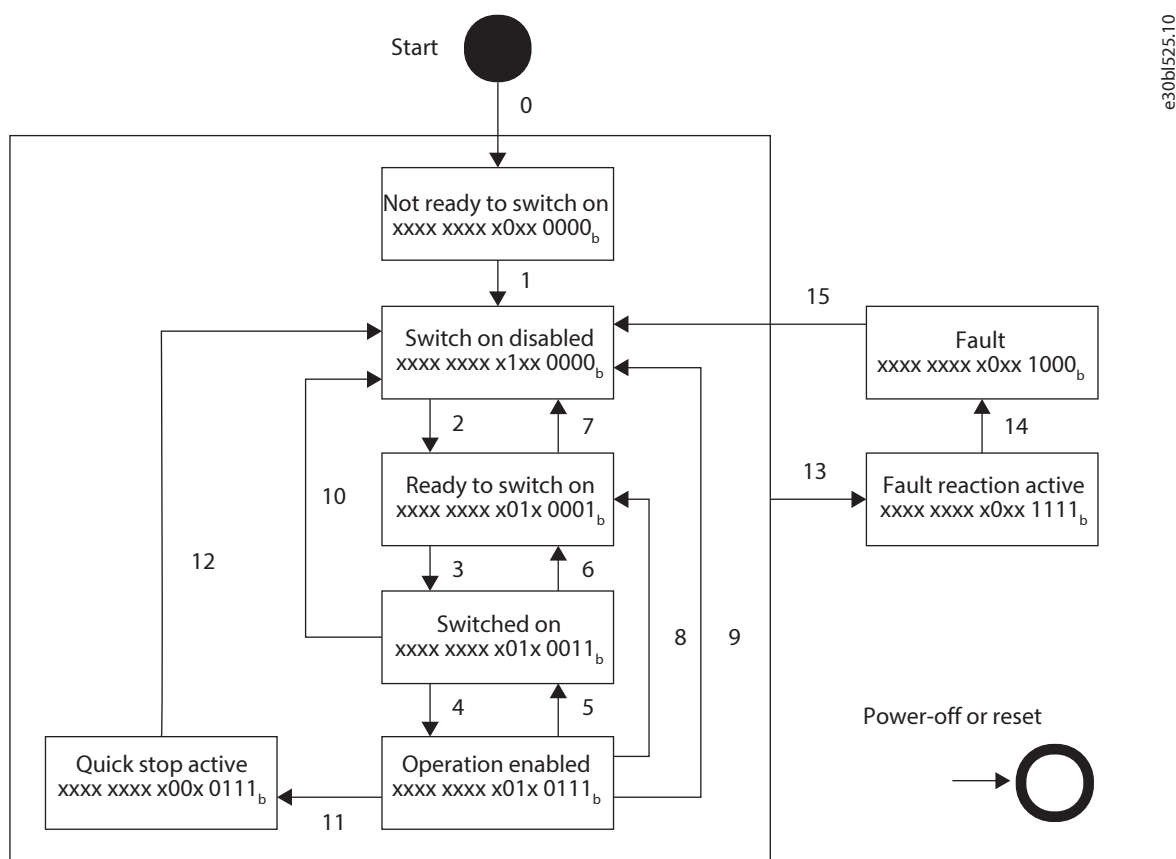 e30bl525.10
Start
0
Not ready to switch on
xxxx xxxx x0xx 0000b
1
15
Switch on disabled
xxxx xxxx x1xx 0000b
Fault
xxxx xxxx x0xx 1000b
2
7
14
Ready to switch on
xxxx xxxx x01x 0001b
10
13
Fault reaction active
xxxx xxxx x0xx 1111b
12
3
6
Switched on
xxxx xxxx x01x 0011b
8
9
4
5
Power-off or reset
Quick stop active
xxxx xxxx x00x 0111b
Operation enabled
xxxx xxxx x01x 0111b
11